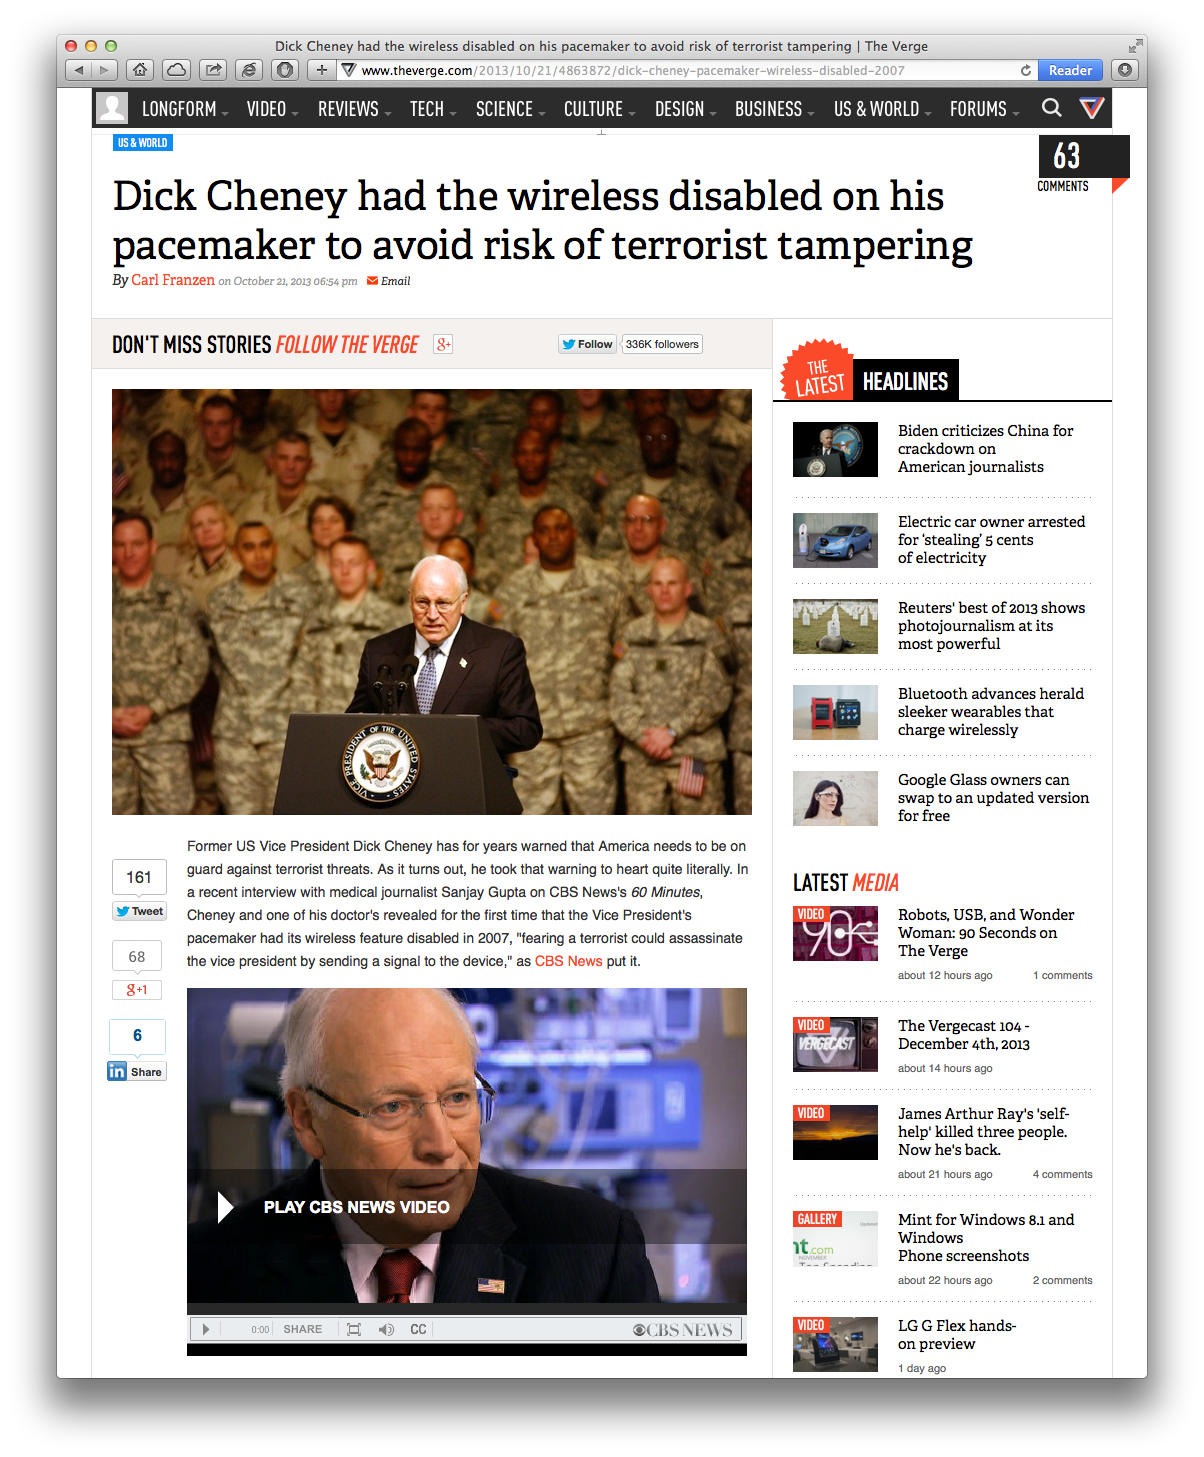 Dick Cheney had the wireless disabled on his pacemaker to avoid risk of terrorist tampering | The Verge
www.theverge.com/2013/10/21/4863872/dick-cheney-pacemaker-wireless-disabled-2007
Reader
LONGFORM VIDEO REVIEWS TECH SCIENCE CULTURE DESIGN BUSINESS US & WORLD FORUMS
US & WORLD
63
COMMENTS
Dick Cheney had the wireless disabled on his
pacemaker to avoid risk of terrorist tampering
By Carl Franzen on October 21, 2013 06:54 pm Email
DON'T MISS STORIES FOLLOW THE VERGE
g+
Follow
336K followers
VICE PRESIDENT OF THE UNITED STATES
Former US Vice President Dick Cheney has for years warned that America needs to be on
guard against terrorist threats. As it turns out, he took that warning to heart quite literally. In
a recent interview with medical journalist Sanjay Gupta on CBS News's 60 Minutes,
Cheney and one of his doctor's revealed for the first time that the Vice President's
pacemaker had its wireless feature disabled in 2007, "fearing a terrorist could assassinate
the vice president by sending a signal to the device," as CBS News put it.
161
Tweet
68
g+1
6
in Share
PLAY CBS NEWS VIDEO
0:00 SHARE CC
CBS NEWS
THE
LATEST
HEADLINES
Biden criticizes China for
crackdown on
American journalists
Electric car owner arrested
for ‘stealing’ 5 cents
of electricity
Reuters' best of 2013 shows
photojournalism at its
most powerful
Bluetooth advances herald
sleeker wearables that
charge wirelessly
Google Glass owners can
swap to an updated version
for free
LATEST MEDIA
VIDEO
90
Robots, USB, and Wonder
Woman: 90 Seconds on
The Verge
about 12 hours ago 1 comments
VIDEO
VERGECAST
The Vergecast 104 -
December 4th, 2013
about 14 hours ago
VIDEO
James Arthur Ray's 'self-
help' killed three people.
Now he's back.
about 21 hours ago 4 comments
GALLERY
nt.com
Mint for Windows 8.1 and
Windows
Phone screenshots
about 22 hours ago 2 comments
VIDEO
LG G Flex hands-
on preview
1 day ago